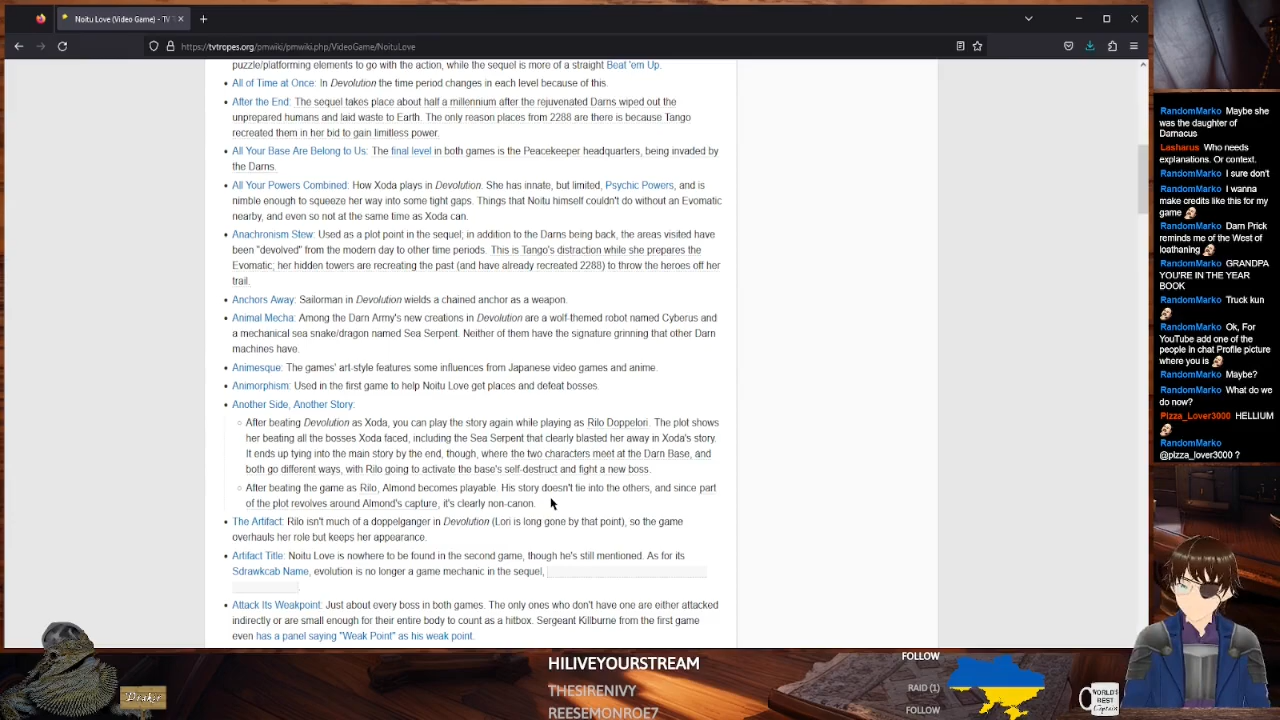 Noitu Love (Video Game) - TV T
https://tvtropes.org/pmwiki/pmwiki.php/VideoGame/NoituLove
puzzle/platforming elements to go with the action, while the sequel is more of a straight Beat 'em Up.
All of Time at Once: In Devolution the time period changes in each level because of this.
After the End: The sequel takes place about half a millennium after the rejuvenated Darns wiped out the
unprepared humans and laid waste to Earth. The only reason places from 2288 are there is because Tango
recreated them in her bid to gain limitless power.
All Your Base Are Belong to Us: The final level in both games is the Peacekeeper headquarters, being invaded by
the Darns.
All Your Powers Combined: How Xoda plays in Devolution. She has innate, but limited, Psychic Powers, and is
nimble enough to squeeze her way into some tight gaps. Things that Noitu himself couldn't do without an Evomatic
nearby, and even so not at the same time as Xoda can.
Anachronism Stew: Used as a plot point in the sequel; in addition to the Darns being back, the areas visited have
been "devolved" from the modern day to other time periods. This is Tango's distraction while she prepares the
Evomatic; her hidden towers are recreating the past (and have already recreated 2288) to throw the heroes off her
trail.
Anchors Away: Sailorman in Devolution wields a chained anchor as a weapon.
Animal Mecha: Among the Darn Army's new creations in Devolution are a wolf-themed robot named Cyberus and
a mechanical sea snake/dragon named Sea Serpent. Neither of them have the signature grinning that other Darn
machines have.
Animesque: The games' art-style features some influences from Japanese video games and anime.
Animorphism: Used in the first game to help Noitu Love get places and defeat bosses.
Another Side, Another Story:
After beating Devolution as Xoda, you can play the story again while playing as Rilo Doppelori. The plot shows
her beating all the bosses Xoda faced, including the Sea Serpent that clearly blasted her away in Xoda's story.
It ends up tying into the main story by the end, though, where the two characters meet at the Darn Base, and
both go different ways, with Rilo going to activate the base's self-destruct and fight a new boss.
After beating the game as Rilo, Almond becomes playable. His story doesn't tie into the others, and since part
of the plot revolves around Almond's capture, it's clearly non-canon.
The Artifact: Rilo isn't much of a doppelganger in Devolution (Lori is long gone by that point), so the game
overhauls her role but keeps her appearance.
Artifact Title: Noitu Love is nowhere to be found in the second game, though he's still mentioned. As for its
Sdrawkcab Name, evolution is no longer a game mechanic in the sequel,
Attack Its Weakpoint: Just about every boss in both games. The only ones who don't have one are either attacked
indirectly or are small enough for their entire body to count as a hitbox. Sergeant Killburne from the first game
even has a panel saying "Weak Point" as his weak point.
RandomMarko Maybe she
was the daughter of
Darnacus
Lasharus Who needs
explanations. Or context.
RandomMarko I sure don't
RandomMarko I wanna
make credits like this for my
game
RandomMarko Darn Prick
reminds me of the West of
loathaning
RandomMarko GRANDPA
YOU'RE IN THE YEAR
BOOK
RandomMarko Truck kun
RandomMarko Ok, For
YouTube add one of the
people in chat Profile picture
where you is
RandomMarko Maybe?
RandomMarko What do we
do now?
Pizza_Lover3000 HELLIUM
RandomMarko
@pizza_lover3000 ?
Drake
HILIVEYOURSTREAM
THESIRENIVY
REESEMONROE7
FOLLOW
RAID (1)
FOLLOW
WORLD'S
BEST